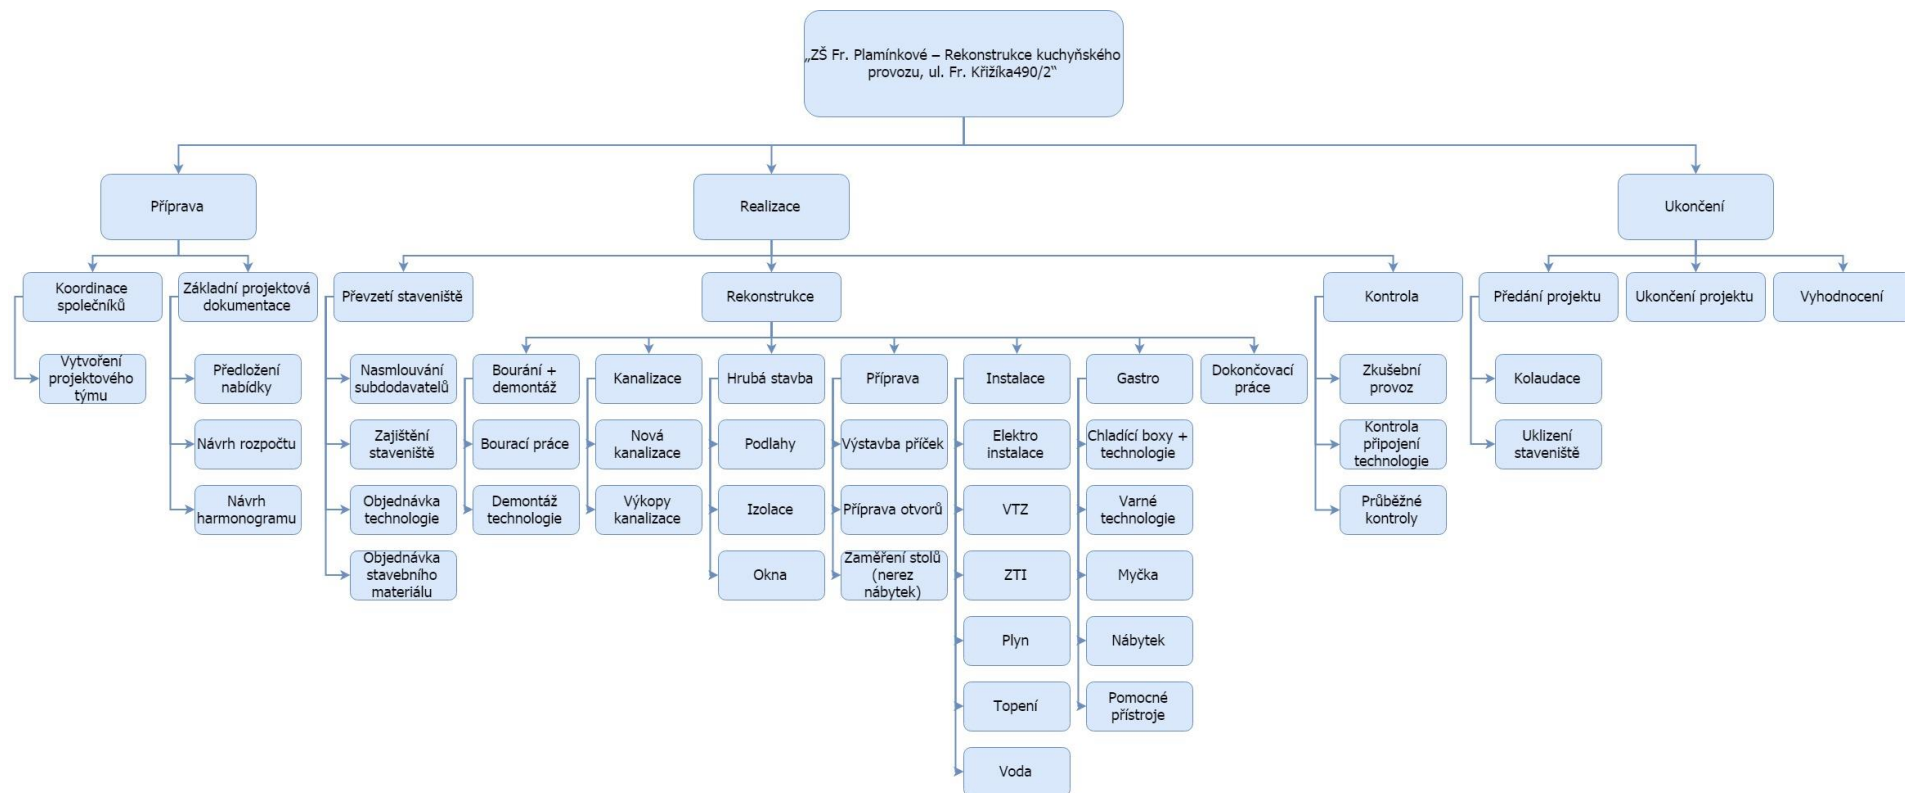 „ZŠ Fr. Plamínkové – Rekonstrukce kuchyňského
provozu, ul. Fr. Křižíka490/2“
Příprava
Realizace
Ukončení
Koordinace
společníků
Základní projektová
dokumentace
Převzetí staveniště
Rekonstrukce
Kontrola
Předání projektu
Ukončení projektu
Vyhodnocení
Vytvoření
projektového
týmu
Předložení
nabídky
Nasmlouvání
subdodavatelů
Bourání +
demontáž
Kanalizace
Hrubá stavba
Příprava
Instalace
Gastro
Dokončovací
práce
Zkušební
provoz
Kolaudace
Návrh rozpočtu
Zajištění
staveniště
Bourací práce
Nová
kanalizace
Podlahy
Výstavba příček
Elektro
instalace
Chladící boxy +
technologie
Kontrola
připojení
technologie
Uklizení
staveniště
Návrh
harmonogramu
Objednávka
technologie
Demontáž
technologie
Výkopy
kanalizace
Izolace
Příprava otvorů
VTZ
Varné
technologie
Průběžné
kontroly
Objednávka
stavebního
materiálu
Okna
Zaměření stolů
(nerez
nábytek)
ZTI
Myčka
Plyn
Nábytek
Topení
Pomocné
přístroje
Voda